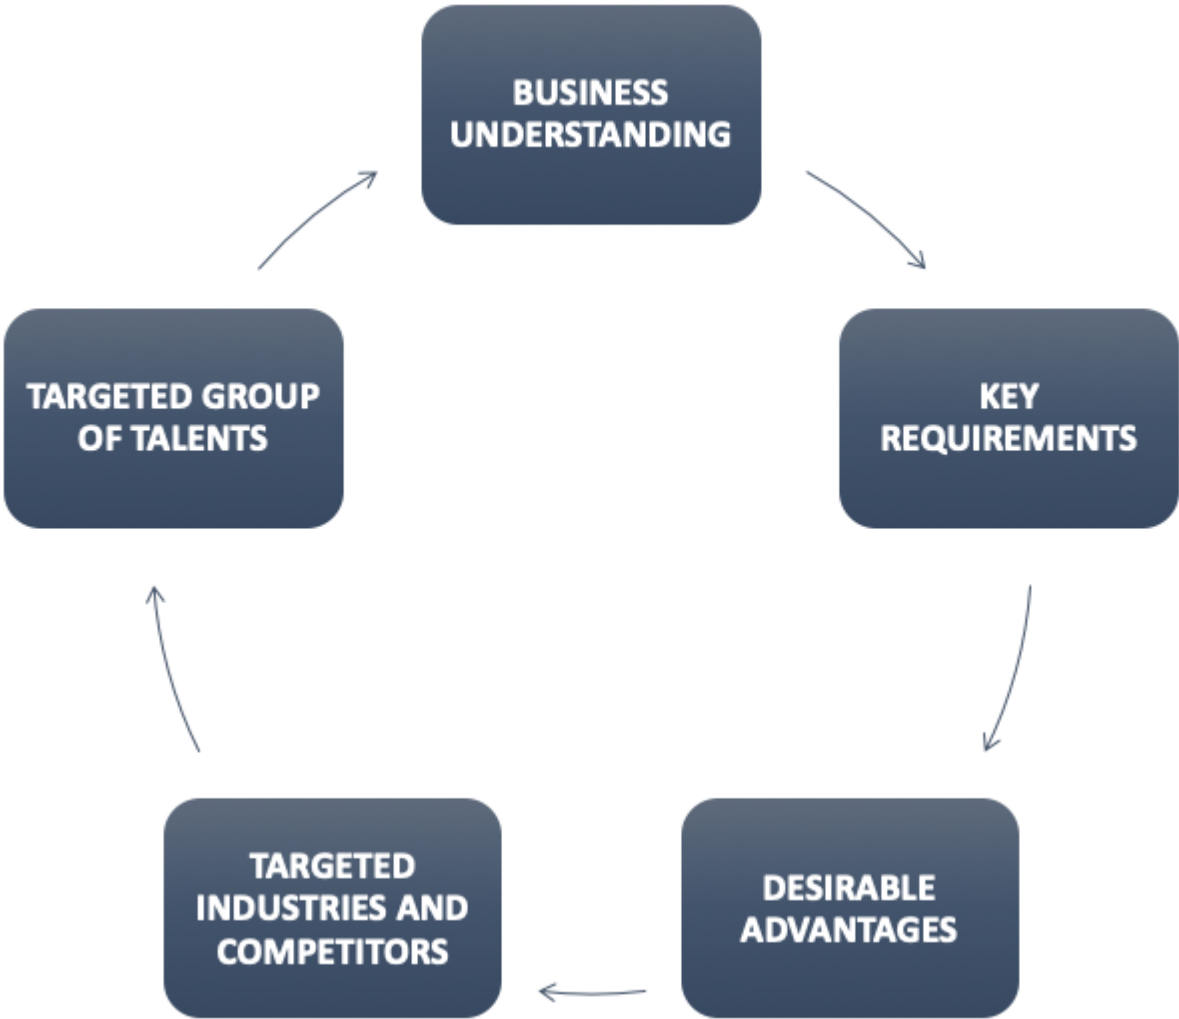 BUSINESS
UNDERSTANDING
KEY
REQUIREMENTS
DESIRABLE
ADVANTAGES
TARGETED
INDUSTRIES AND
COMPETITORS
TARGETED GROUP
OF TALENTS